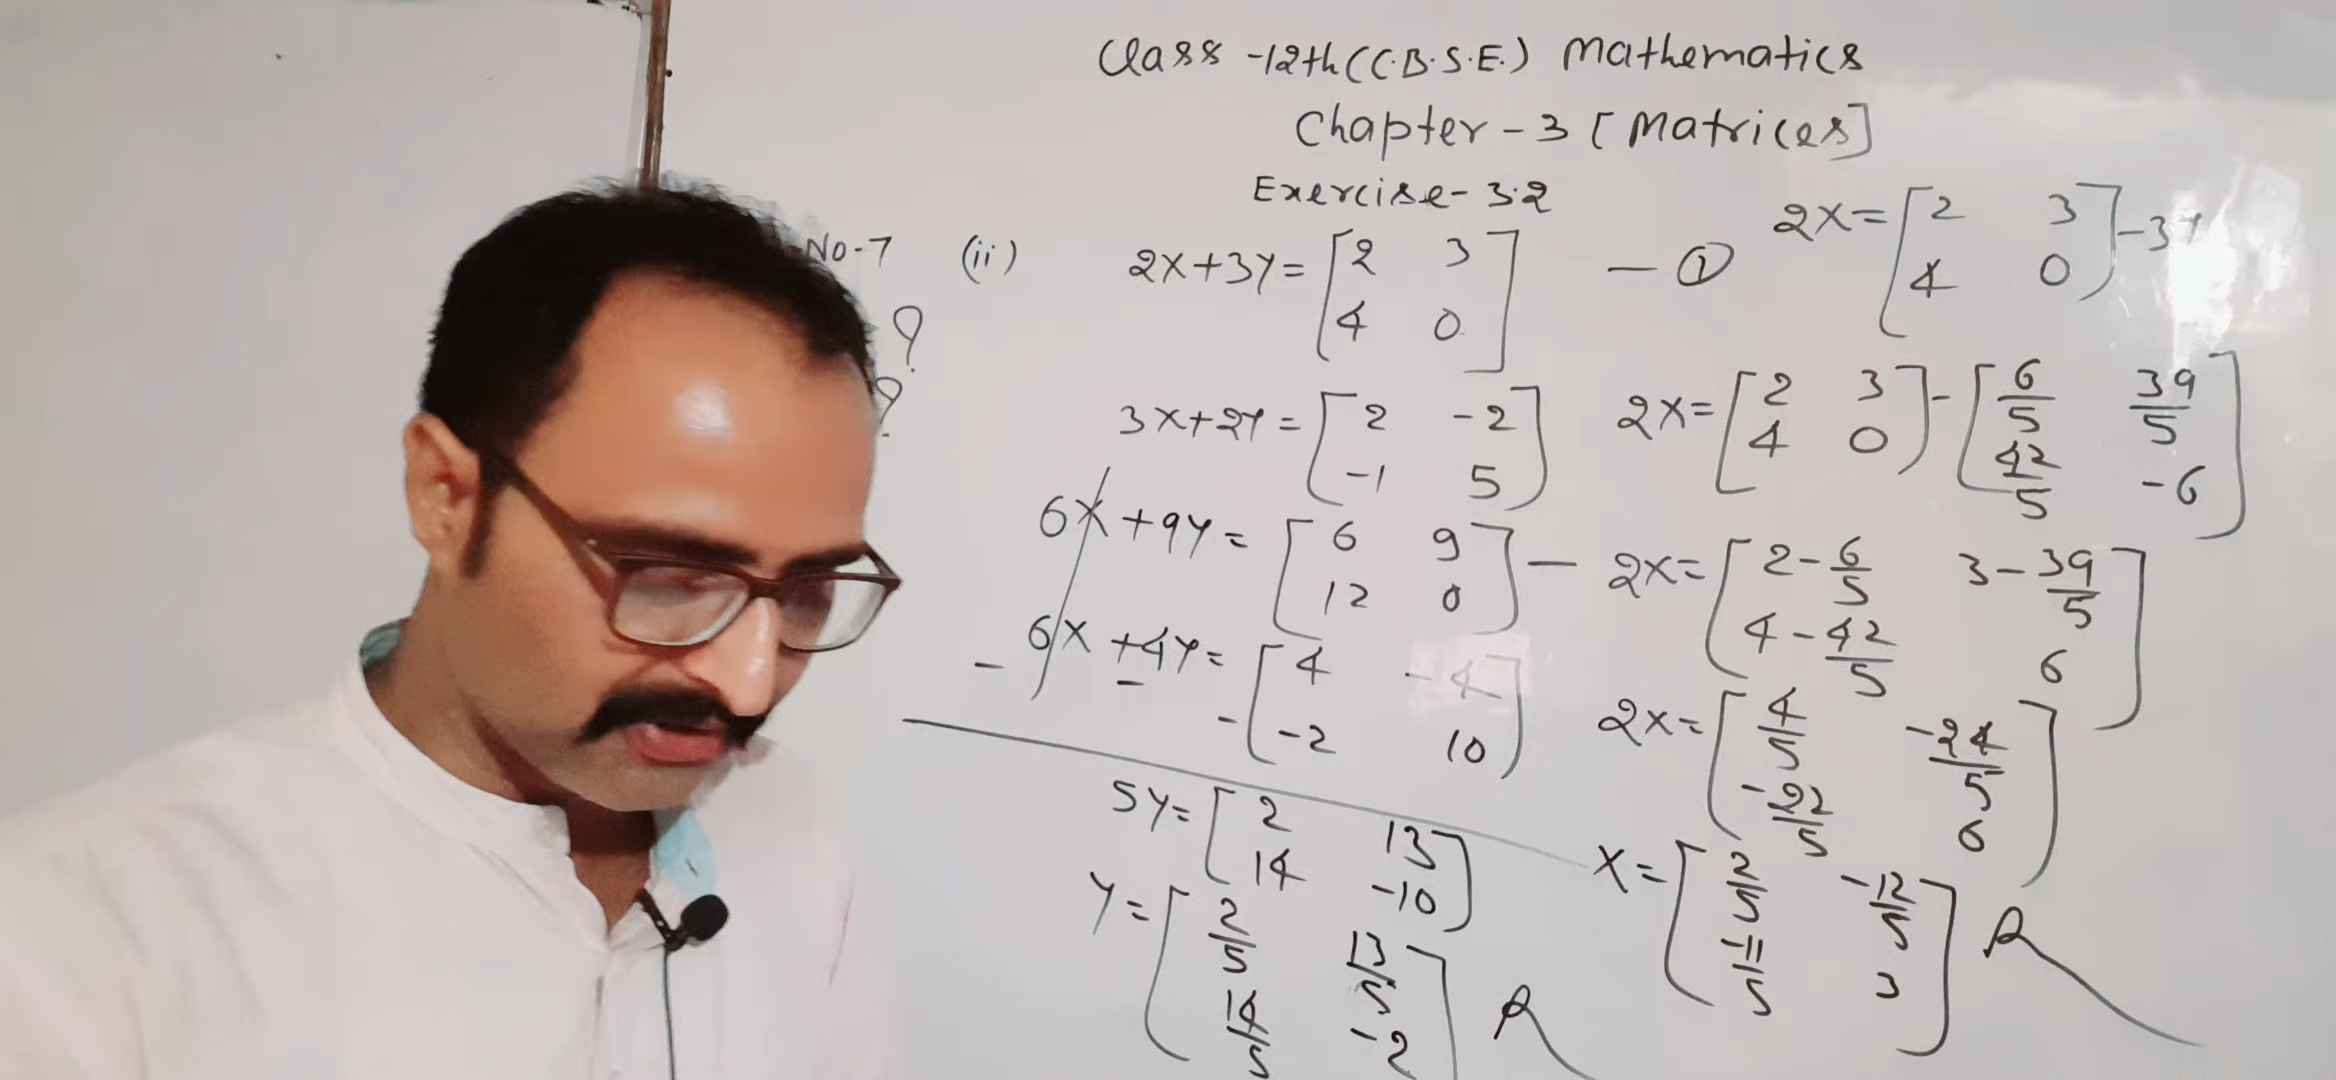 Class -12th (C.B.S.E.) Mathematics
Chapter - 3 [Matrices]
Exercise - 3.2
No-7 (ii) 2X+3Y= [2 3
4 0] — ①
?
?
3X+2Y= [2 -2
-1 5]
6X+9Y= [6 9
12 0] —
- 6X+4Y= [4 -4
- - [-2 10]
5Y= [2 13
14 -10]
Y= [2/5 13/5
14/5 -2]
2X= [2 3
4 0] -3Y
2X= [2 3
4 0] - [6/5 39/5
42/5 -6]
2X= [2-6/5 3-39/5
4-42/5 6]
2X= [4/5 -24/5
-22/5 6]
X= [2/5 -12/5
-11/5 3]